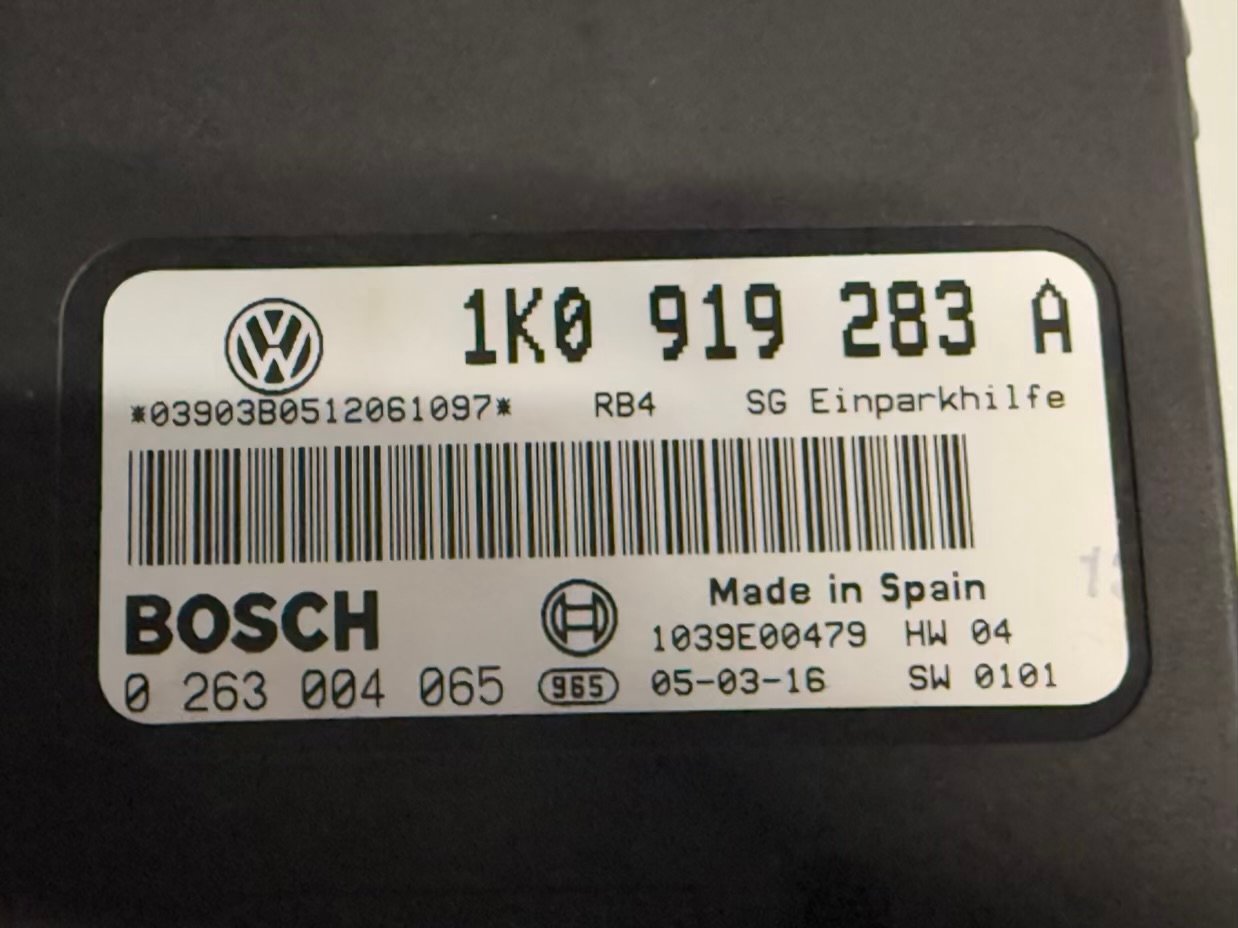 1K0 919 283 A
*03903B0512061097* RB4 SG Einparkhilfe
BOSCH
Made in Spain
1039E00479 HW 04
0 263 004 065 965 05-03-16 SW 0101